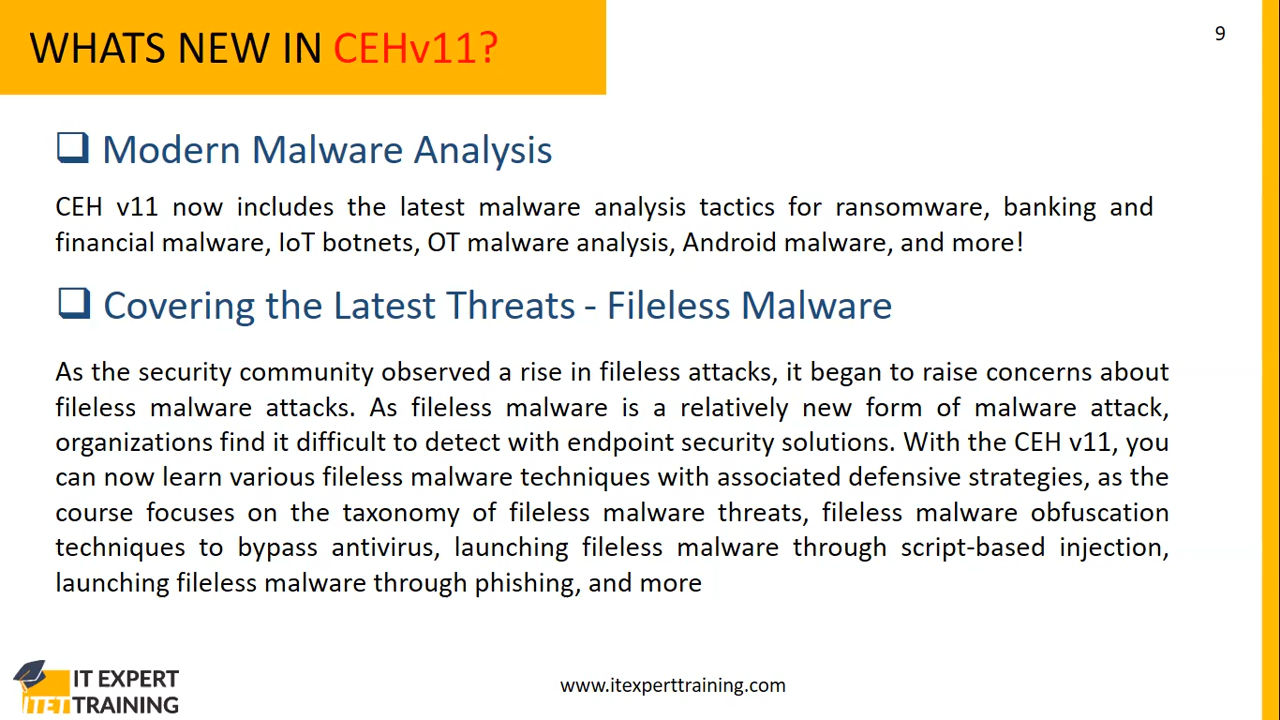 WHATS NEW IN CEHv11?
9
Modern Malware Analysis
CEH v11 now includes the latest malware analysis tactics for ransomware, banking and
financial malware, IoT botnets, OT malware analysis, Android malware, and more!
Covering the Latest Threats - Fileless Malware
As the security community observed a rise in fileless attacks, it began to raise concerns about
fileless malware attacks. As fileless malware is a relatively new form of malware attack,
organizations find it difficult to detect with endpoint security solutions. With the CEH v11, you
can now learn various fileless malware techniques with associated defensive strategies, as the
course focuses on the taxonomy of fileless malware threats, fileless malware obfuscation
techniques to bypass antivirus, launching fileless malware through script-based injection,
launching fileless malware through phishing, and more
IT EXPERT
ITET TRAINING
www.itexperttraining.com